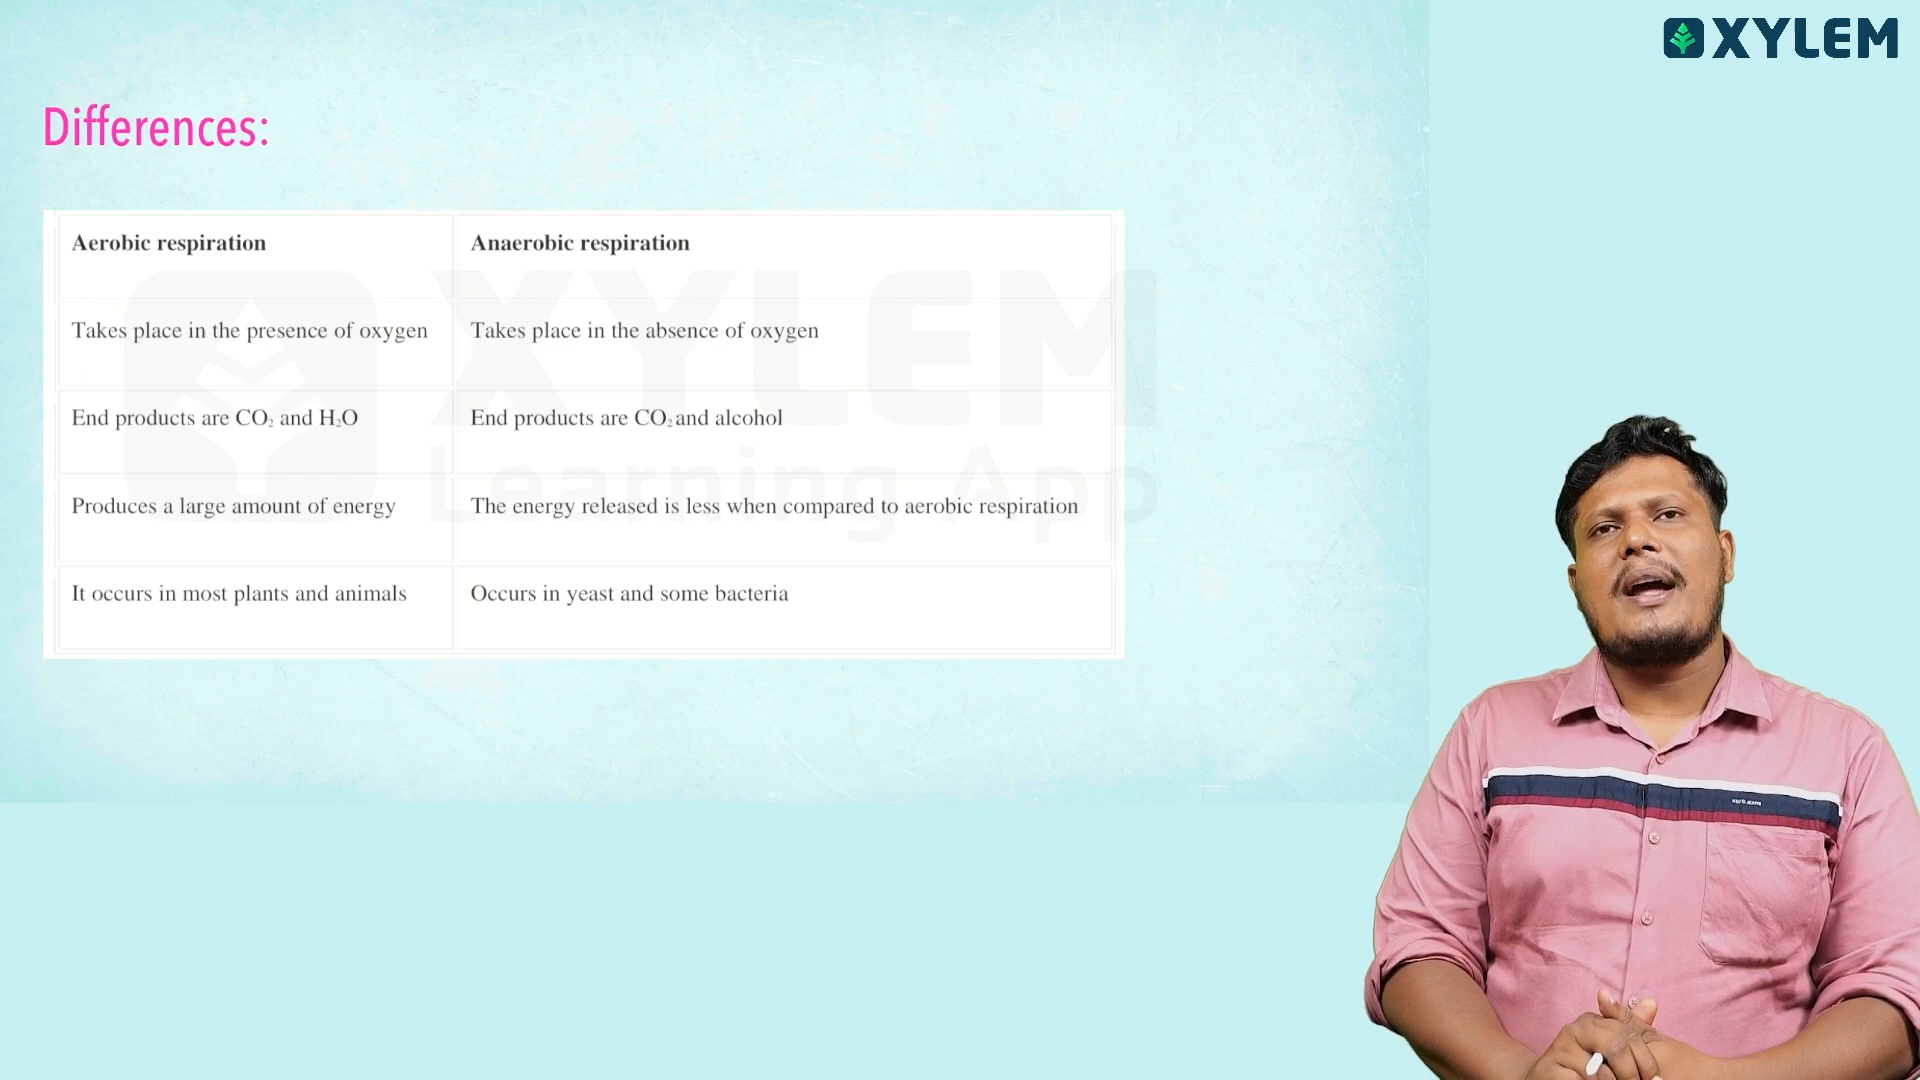 XYLEM
Differences:
Aerobic respiration
Anaerobic respiration
Takes place in the presence of oxygen
Takes place in the absence of oxygen
End products are CO₂ and H₂O
End products are CO₂ and alcohol
Produces a large amount of energy
The energy released is less when compared to aerobic respiration
It occurs in most plants and animals
Occurs in yeast and some bacteria
XYLEM
Learning App